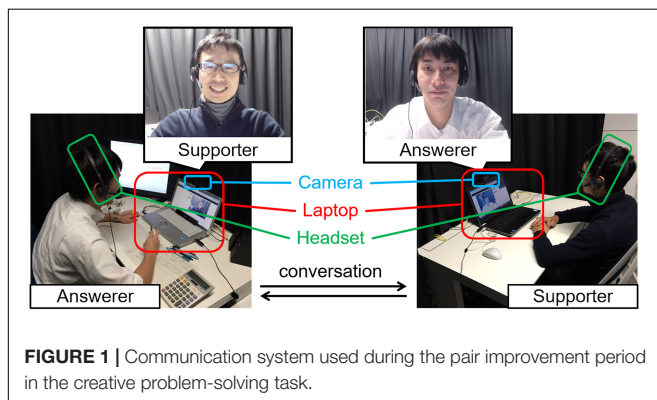 Supporter
Answerer
Camera
Laptop
Headset
conversation
Answerer
Supporter
FIGURE 1 | Communication system used during the pair improvement period
in the creative problem-solving task.